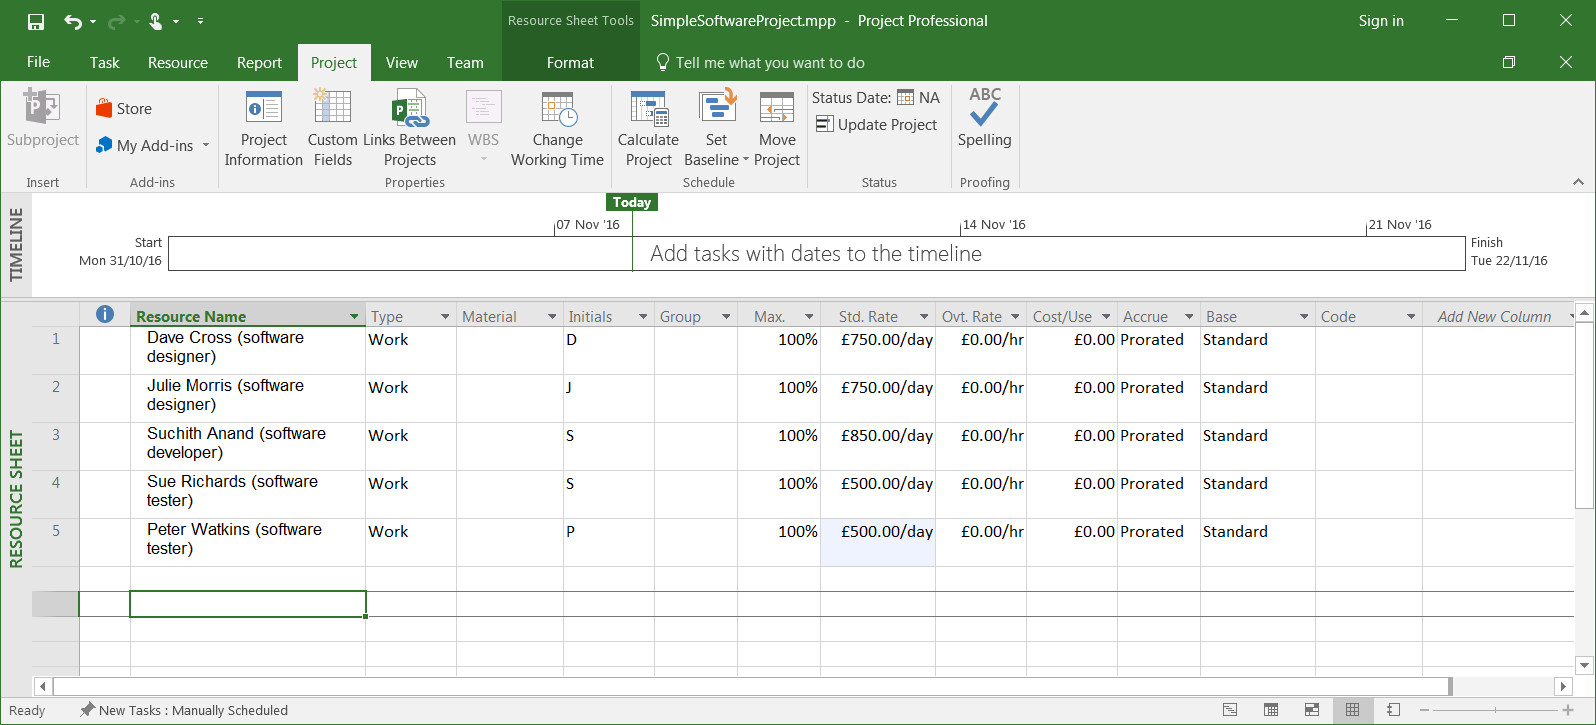 Resource Sheet Tools SimpleSoftwareProject.mpp - Project Professional Sign in
File Task Resource Report Project View Team Format Tell me what you want to do
Subproject
Insert
Store
My Add-ins
Add-ins
Project Information
Custom Fields
Links Between Projects
WBS
Change Working Time
Properties
Calculate Project
Set Baseline
Move Project
Schedule
Status Date: NA
Update Project
Status
ABC
Spelling
Proofing
TIMELINE
Today
07 Nov '16 14 Nov '16 21 Nov '16
Start
Mon 31/10/16
Add tasks with dates to the timeline
Finish
Tue 22/11/16
RESOURCE SHEET
Resource Name Type Material Initials Group Max. Std. Rate Ovt. Rate Cost/Use Accrue Base Code Add New Column
1 Dave Cross (software designer) Work D 100% £750.00/day £0.00/hr £0.00 Prorated Standard
2 Julie Morris (software designer) Work J 100% £750.00/day £0.00/hr £0.00 Prorated Standard
3 Suchith Anand (software developer) Work S 100% £850.00/day £0.00/hr £0.00 Prorated Standard
4 Sue Richards (software tester) Work S 100% £500.00/day £0.00/hr £0.00 Prorated Standard
5 Peter Watkins (software tester) Work P 100% £500.00/day £0.00/hr £0.00 Prorated Standard
Ready New Tasks : Manually Scheduled